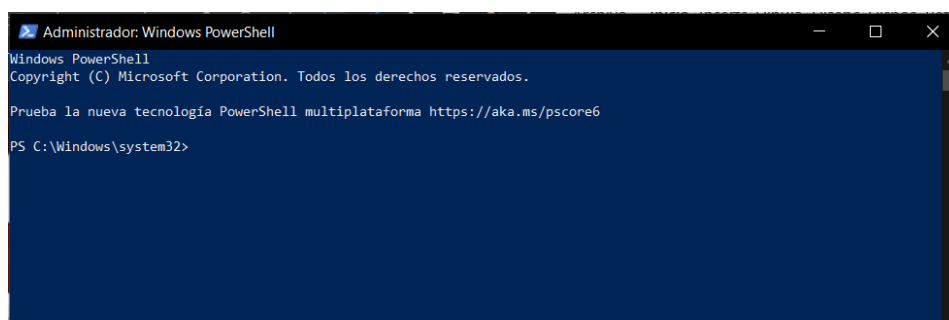 Administrador: Windows PowerShell
Windows PowerShell
Copyright (C) Microsoft Corporation. Todos los derechos reservados.
Prueba la nueva tecnología PowerShell multiplataforma https://aka.ms/pscore6
PS C:\Windows\system32>